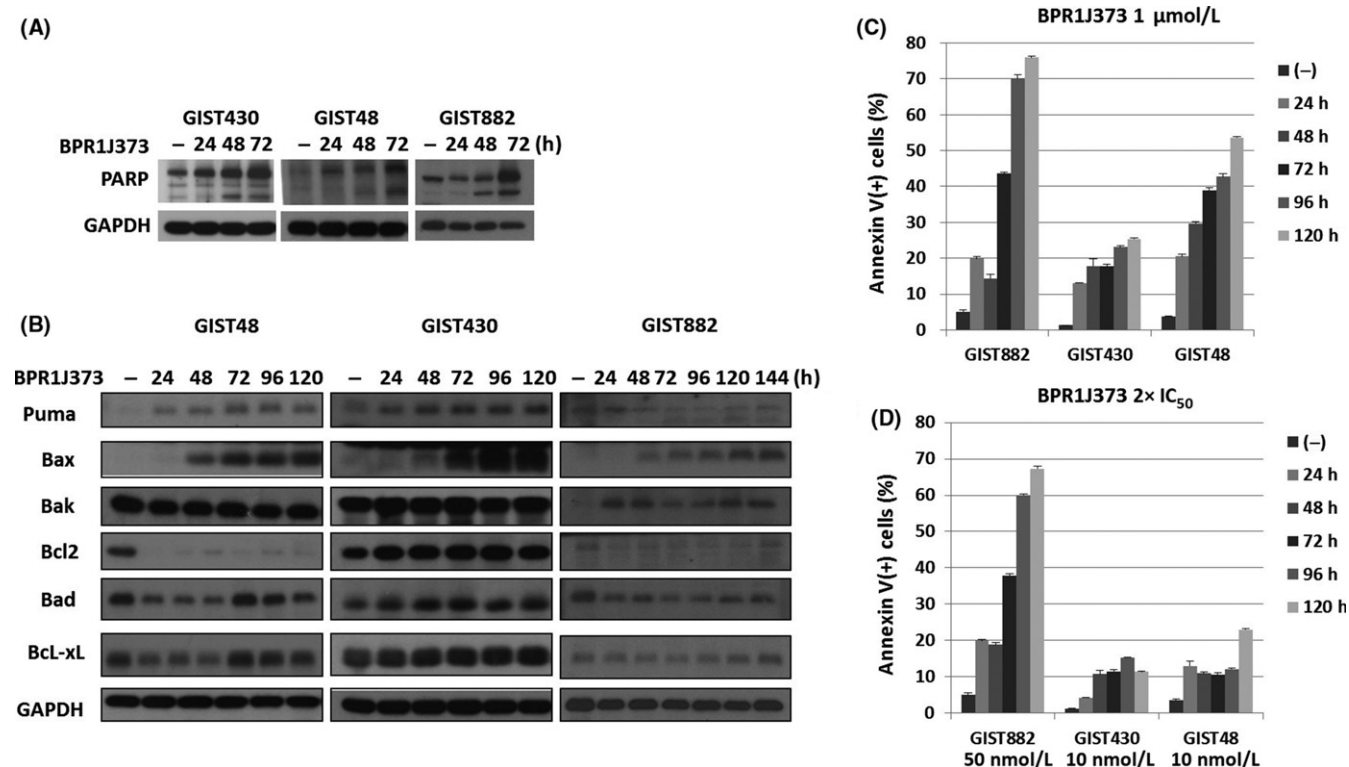 (A)
GIST430 GIST48 GIST882
BPR1J373 – 24 48 72 – 24 48 72 – 24 48 72 (h)
PARP
GAPDH
(B)
GIST48 GIST430 GIST882
BPR1J373 – 24 48 72 96 120 – 24 48 72 96 120 – 24 48 72 96 120 144 (h)
Puma
Bax
Bak
Bcl2
Bad
BcL-xL
GAPDH
(C)
BPR1J373 1 μmol/L
Annexin V(+) cells (%)
80
70
60
50
40
30
20
10
0
GIST882 GIST430 GIST48
(–)
24 h
48 h
72 h
96 h
120 h
(D)
BPR1J373 2× IC50
Annexin V(+) cells (%)
80
70
60
50
40
30
20
10
0
GIST882 GIST430 GIST48
50 nmol/L 10 nmol/L 10 nmol/L
(–)
24 h
48 h
72 h
96 h
120 h